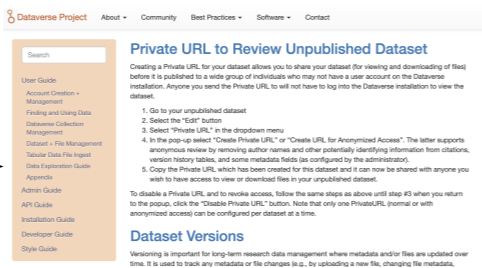 Dataverse Project About Community Best Practices Software Contact
Search
User Guide
Account Creation +
Management
Finding and Using Data
Dataverse Collection
Management
Dataset + File Management
Tabular Data File Ingest
Data Exploration Guide
Appendix
Admin Guide
API Guide
Installation Guide
Developer Guide
Style Guide
Private URL to Review Unpublished Dataset
Creating a Private URL for your dataset allows you to share your dataset (for viewing and downloading of files)
before it is published to a wide group of individuals who may not have a user account on the Dataverse
installation. Anyone you send the Private URL to will not have to log into the Dataverse installation to view the
dataset.
1. Go to your unpublished dataset
2. Select the "Edit" button
3. Select "Private URL" in the dropdown menu
4. In the pop-up select "Create Private URL" or "Create URL for Anonymized Access". The latter supports
anonymous review by removing author names and other potentially identifying information from citations,
version history tables, and some metadata fields (as configured by the administrator).
5. Copy the Private URL which has been created for this dataset and it can now be shared with anyone you
wish to have access to view or download files in your unpublished dataset.
To disable a Private URL and to revoke access, follow the same steps as above until step #3 when you return
to the popup, click the "Disable Private URL" button. Note that only one PrivateURL (normal or with
anonymized access) can be configured per dataset at a time.
Dataset Versions
Versioning is important for long-term research data management where metadata and/or files are updated over
time. It is used to track any metadata or file changes (e.g., by uploading a new file, changing file metadata,